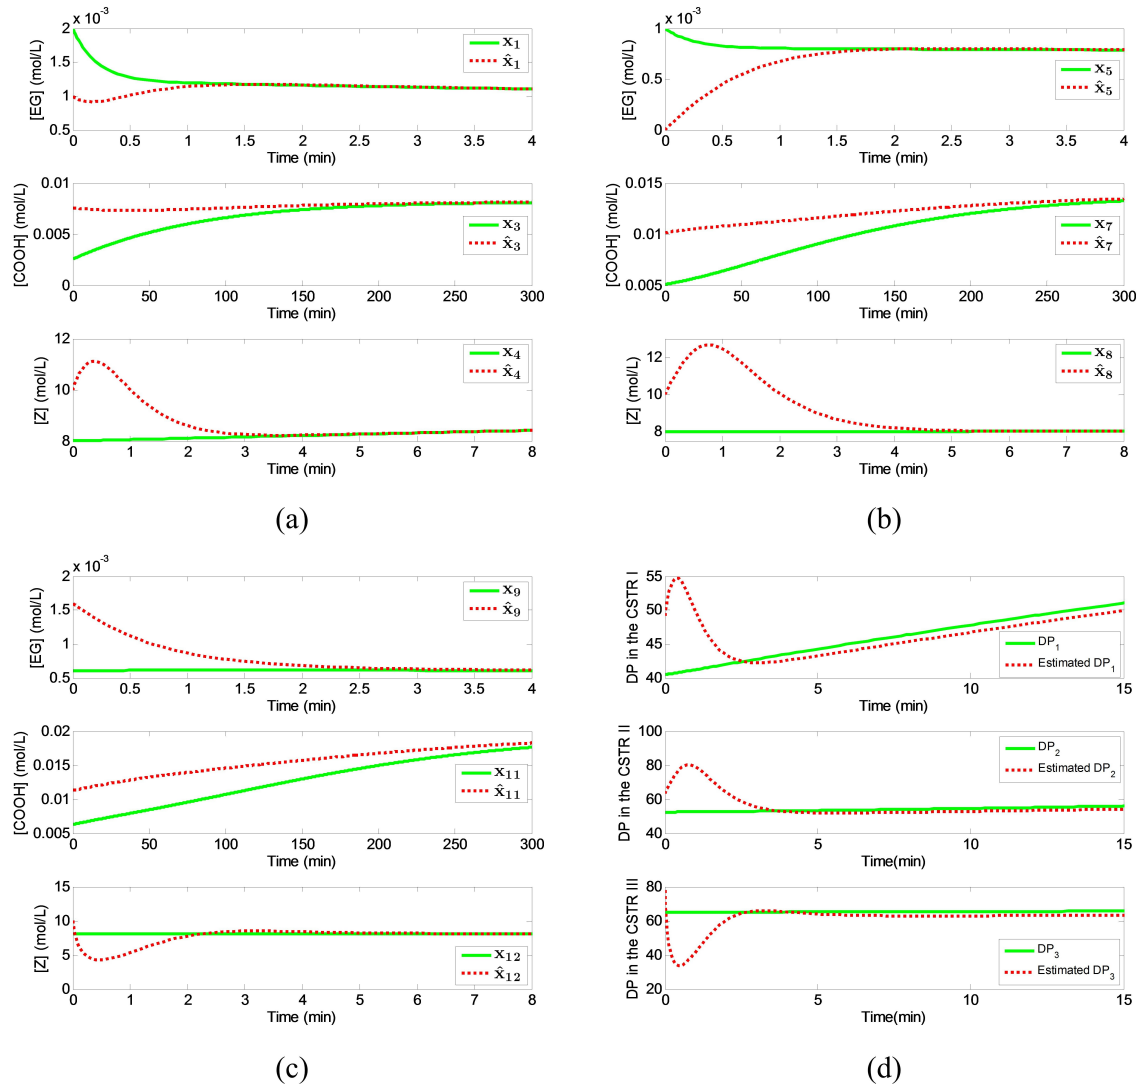 x 10⁻³
2
1.5
1
0.5
[EG] (mol/L)
x₁
x̂₁
0 0.5 1 1.5 2 2.5 3 3.5 4
Time (min)
0.01
0.005
0
[COOH] (mol/L)
x₃
x̂₃
0 50 100 150 200 250 300
Time (min)
12
10
8
[Z] (mol/L)
x₄
x̂₄
0 1 2 3 4 5 6 7 8
Time (min)
(a)
x 10⁻³
1
0.5
0
[EG] (mol/L)
x₅
x̂₅
0 0.5 1 1.5 2 2.5 3 3.5 4
Time (min)
0.015
0.01
0.005
[COOH] (mol/L)
x₇
x̂₇
0 50 100 150 200 250 300
Time (min)
12
10
8
[Z] (mol/L)
x₈
x̂₈
0 1 2 3 4 5 6 7 8
Time (min)
(b)
x 10⁻³
2
1.5
1
0.5
[EG] (mol/L)
x₉
x̂₉
0 0.5 1 1.5 2 2.5 3 3.5 4
Time (min)
0.02
0.015
0.01
0.005
[COOH] (mol/L)
x₁₁
x̂₁₁
0 50 100 150 200 250 300
Time (min)
15
10
5
0
[Z] (mol/L)
x₁₂
x̂₁₂
0 1 2 3 4 5 6 7 8
Time (min)
(c)
55
50
45
40
DP in the CSTR I
DP₁
Estimated DP₁
0 5 10 15
Time (min)
100
80
60
40
DP in the CSTR II
DP₂
Estimated DP₂
0 5 10 15
Time(min)
80
60
40
20
DP in the CSTR III
DP₃
Estimated DP₃
0 5 10 15
Time(min)
(d)